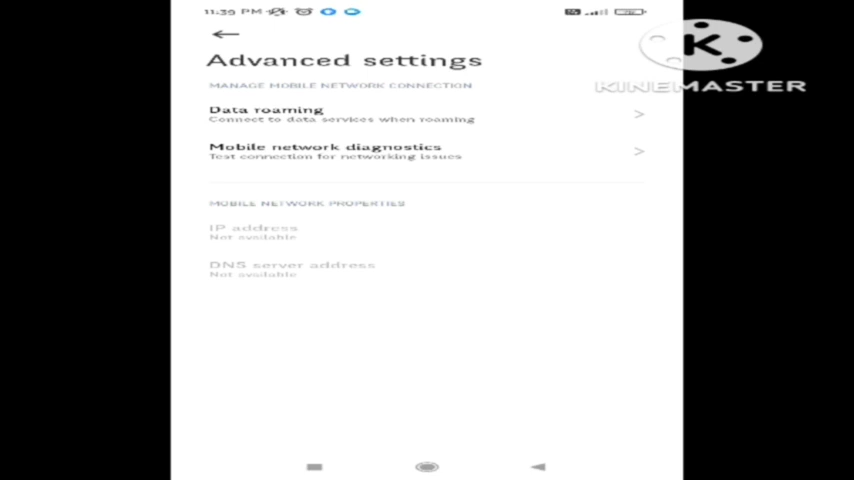 11:39 PM
Advanced settings
MANAGE MOBILE NETWORK CONNECTION
Data roaming
Connect to data services when roaming
Mobile network diagnostics
Test connection for networking issues
MOBILE NETWORK PROPERTIES
IP address
Not available
DNS server address
Not available
K
KINEMASTER